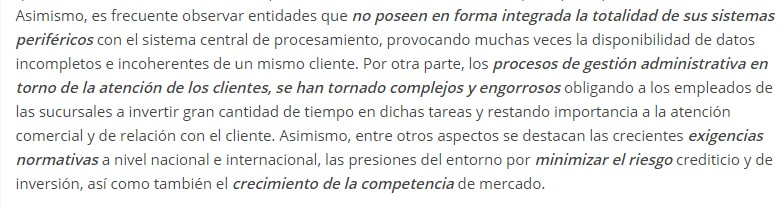 Asimismo, es frecuente observar entidades que no poseen en forma integrada la totalidad de sus sistemas
periféricos con el sistema central de procesamiento, provocando muchas veces la disponibilidad de datos
incompletos e incoherentes de un mismo cliente. Por otra parte, los procesos de gestión administrativa en
torno de la atención de los clientes, se han tornado complejos y engorrosos obligando a los empleados de
las sucursales a invertir gran cantidad de tiempo en dichas tareas y restando importancia a la atención
comercial y de relación con el cliente. Asimismo, entre otros aspectos se destacan las crecientes exigencias
normativas a nivel nacional e internacional, las presiones del entorno por minimizar el riesgo crediticio y de
inversión, así como también el crecimiento de la competencia de mercado.